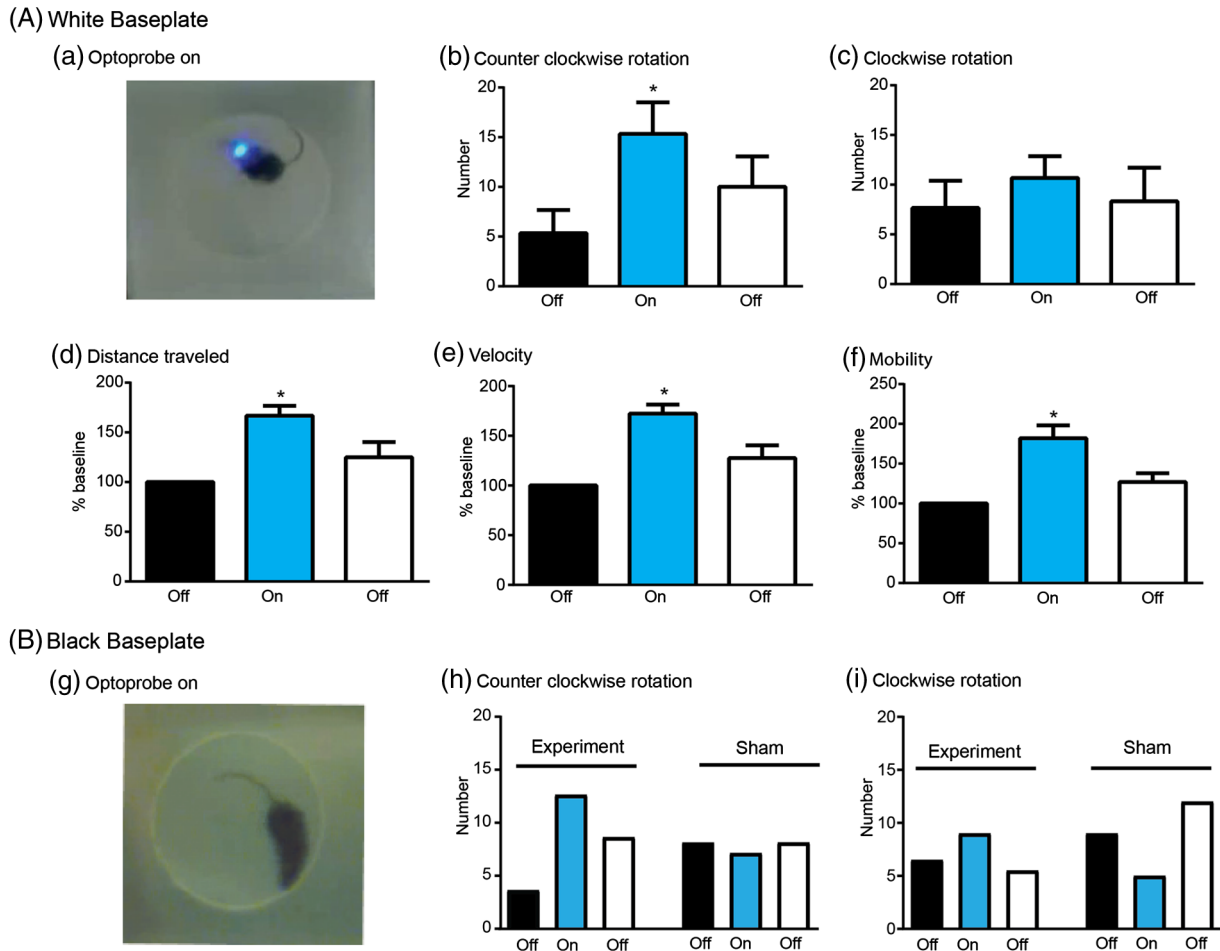 (A) White Baseplate
(a) Optoprobe on
(b) Counter clockwise rotation
Number
20
15
10
5
0
*
Off On Off
(c) Clockwise rotation
Number
20
15
10
5
0
Off On Off
(d) Distance traveled
% baseline
200
150
100
50
0
*
Off On Off
(e) Velocity
% baseline
200
150
100
50
0
*
Off On Off
(f) Mobility
% baseline
250
200
150
100
50
0
*
Off On Off
(B) Black Baseplate
(g) Optoprobe on
(h) Counter clockwise rotation
Number
20
15
10
5
0
Experiment Sham
Off On Off Off On Off
(i) Clockwise rotation
Number
20
15
10
5
0
Experiment Sham
Off On Off Off On Off